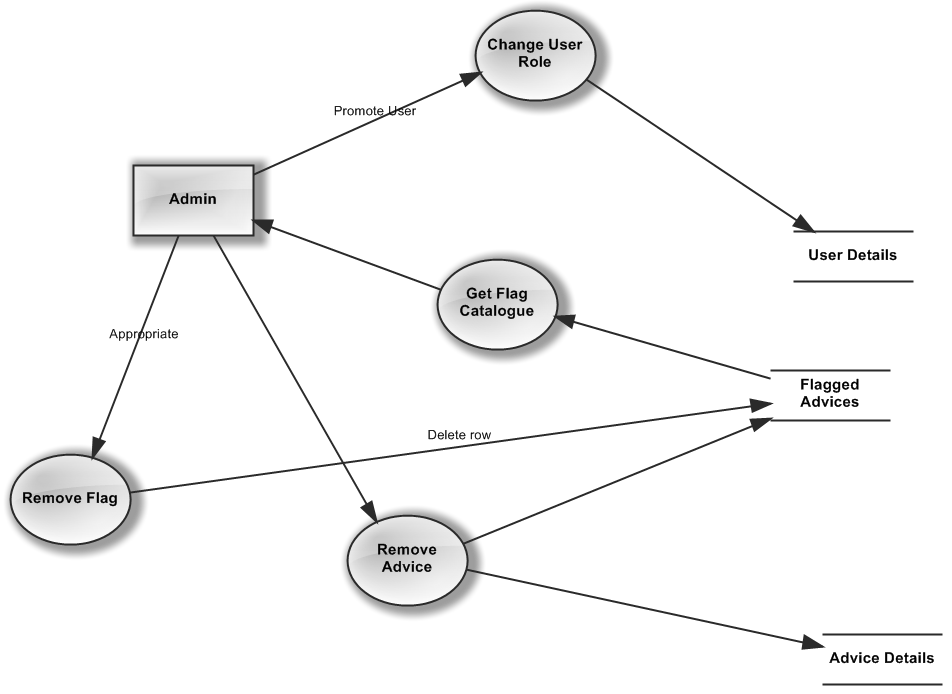 Change User
Role
Promote User
Admin
User Details
Get Flag
Catalogue
Appropriate
Flagged
Advices
Delete row
Remove Flag
Remove
Advice
Advice Details